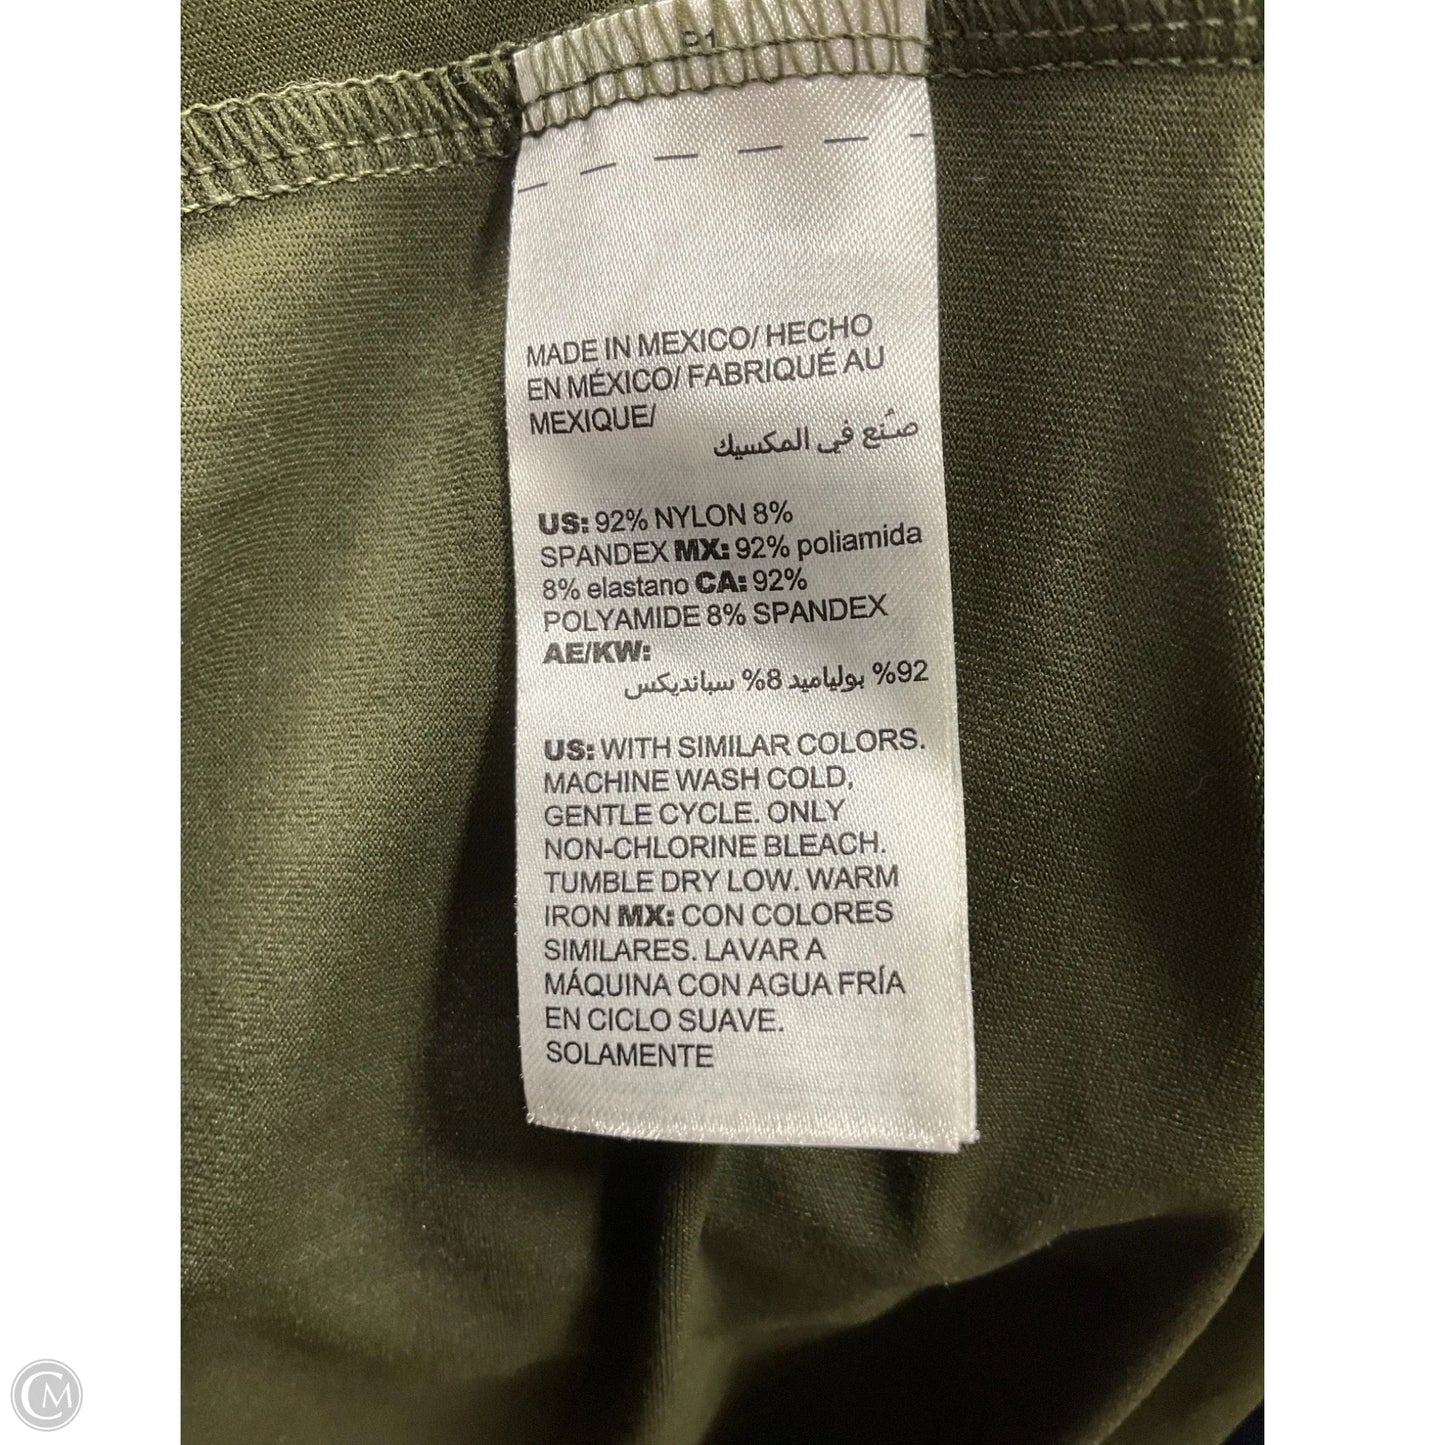 MADE IN MEXICO/ HECHO
EN MÉXICO/ FABRIQUÉ AU
MEXIQUE/
صُنع في المكسيك
US: 92% NYLON 8%
SPANDEX MX: 92% poliamida
8% elastano CA: 92%
POLYAMIDE 8% SPANDEX
AE/KW:
92% بولياميد 8% سبانديكس
US: WITH SIMILAR COLORS.
MACHINE WASH COLD,
GENTLE CYCLE. ONLY
NON-CHLORINE BLEACH.
TUMBLE DRY LOW. WARM
IRON MX: CON COLORES
SIMILARES. LAVAR A
MÁQUINA CON AGUA FRÍA
EN CICLO SUAVE.
SOLAMENTE
CM